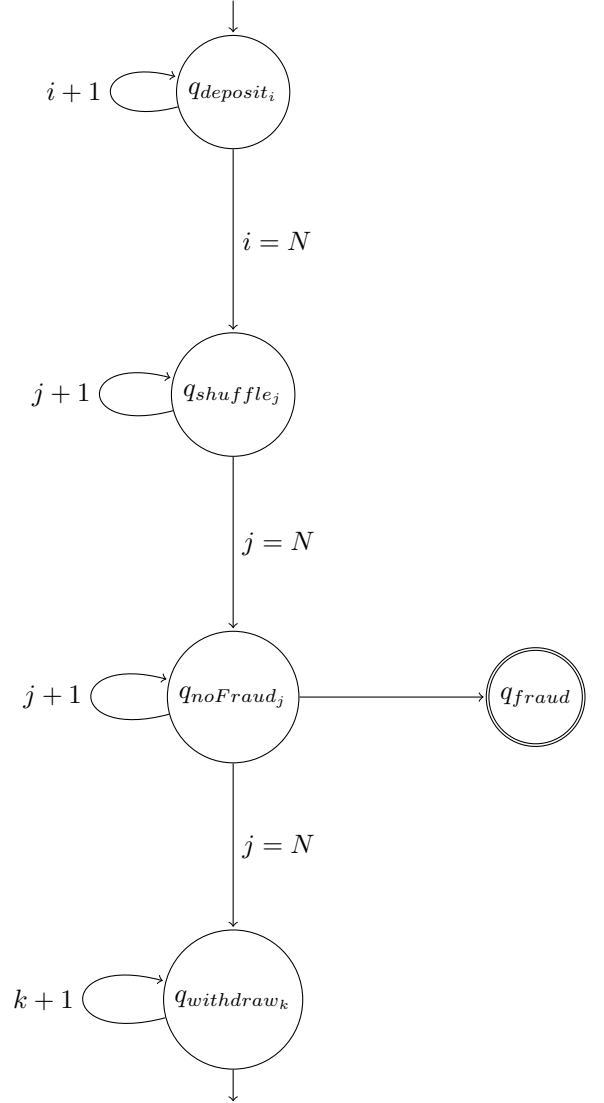 i + 1
q_{deposit_i}
i = N
j + 1
q_{shuffle_j}
j = N
j + 1
q_{noFraud_j}
q_{fraud}
j = N
k + 1
q_{withdraw_k}